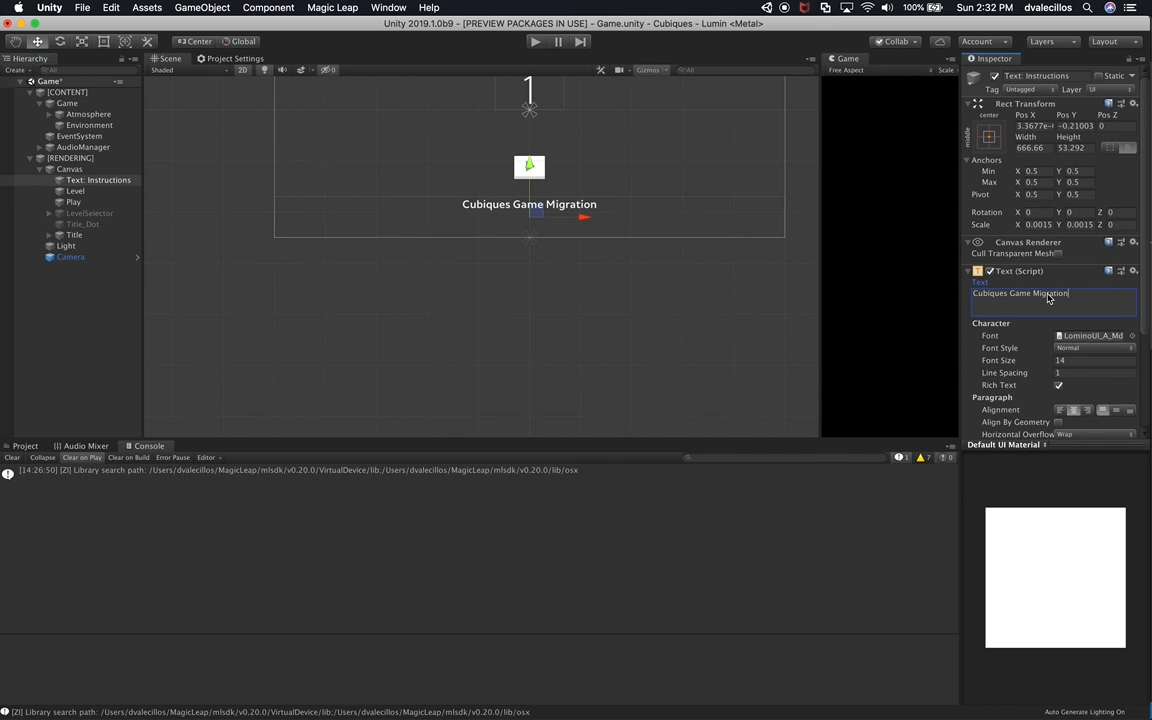 Unity File Edit Assets GameObject Component Magic Leap Window Help 100% Sun 2:32 PM dvalecillos
Unity 2019.1.0b9 - [PREVIEW PACKAGES IN USE] - Game.unity - Cubiques - Lumin <Metal>
Center Global Collab Account Layers Layout
Hierarchy
Create All
Game*
[CONTENT]
Game
Atmosphere
Environment
EventSystem
AudioManager
[RENDERING]
Canvas
Text: Instructions
Level
Play
LevelSelector
Title_Dot
Title
Light
Camera
Scene Project Settings
Shaded 2D 0 Gizmos All
1
Cubiques Game Migration
Game
Free Aspect Scale
Inspector
Text: Instructions Static
Tag Untagged Layer UI
Rect Transform
center Pos X Pos Y Pos Z
middle 3.3677e- -0.21003 0
Width Height
666.66 53.292
Anchors
Min X 0.5 Y 0.5
Max X 0.5 Y 0.5
Pivot X 0.5 Y 0.5
Rotation X 0 Y 0 Z 0
Scale X 0.0015 Y 0.0015 Z 0
Canvas Renderer
Cull Transparent Mesh
Text (Script)
Text
Cubiques Game Migration
Character
Font LominoUI_A_Md
Font Style Normal
Font Size 14
Line Spacing 1
Rich Text
Paragraph
Alignment
Align By Geometry
Horizontal Overflow Wrap
Default UI Material
Project Audio Mixer Console
Clear Collapse Clear on Play Clear on Build Error Pause Editor 1 7 0
[14:26:50] [ZI] Library search path: /Users/dvalecillos/MagicLeap/mlsdk/v0.20.0/VirtualDevice/lib;/Users/dvalecillos/MagicLeap/mlsdk/v0.20.0/lib/osx
[ZI] Library search path: /Users/dvalecillos/MagicLeap/mlsdk/v0.20.0/VirtualDevice/lib;/Users/dvalecillos/MagicLeap/mlsdk/v0.20.0/lib/osx
Auto Generate Lighting On